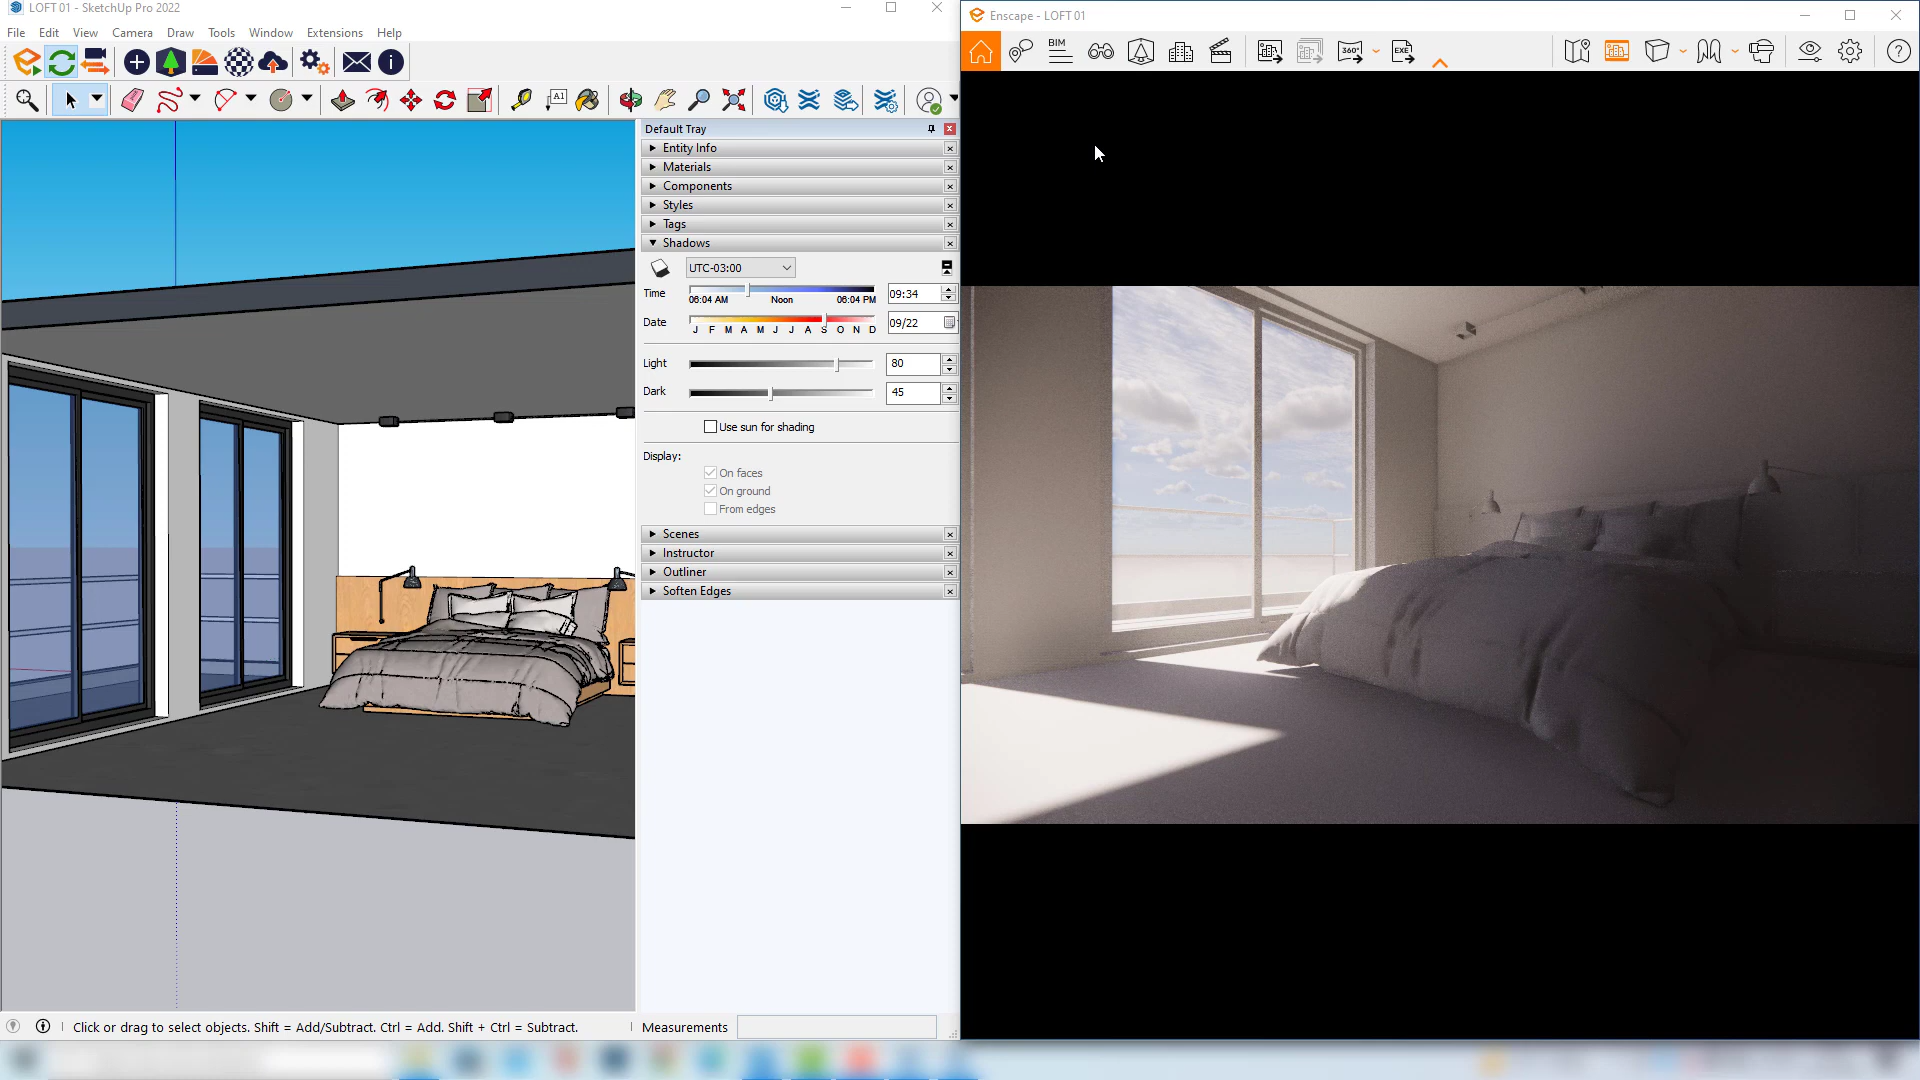 LOFT 01 - SketchUp Pro 2022
File Edit View Camera Draw Tools Window Extensions Help
A1
Default Tray
Entity Info
Materials
Components
Styles
Tags
Shadows
UTC-03:00
Time
06:04 AM Noon 06:04 PM
09:34
Date
J F M A M J J A S O N D
09/22
Light
80
Dark
45
Use sun for shading
Display:
On faces
On ground
From edges
Scenes
Instructor
Outliner
Soften Edges
Click or drag to select objects. Shift = Add/Subtract. Ctrl = Add. Shift + Ctrl = Subtract.
Measurements
Enscape - LOFT 01
BIM
360°
EXE